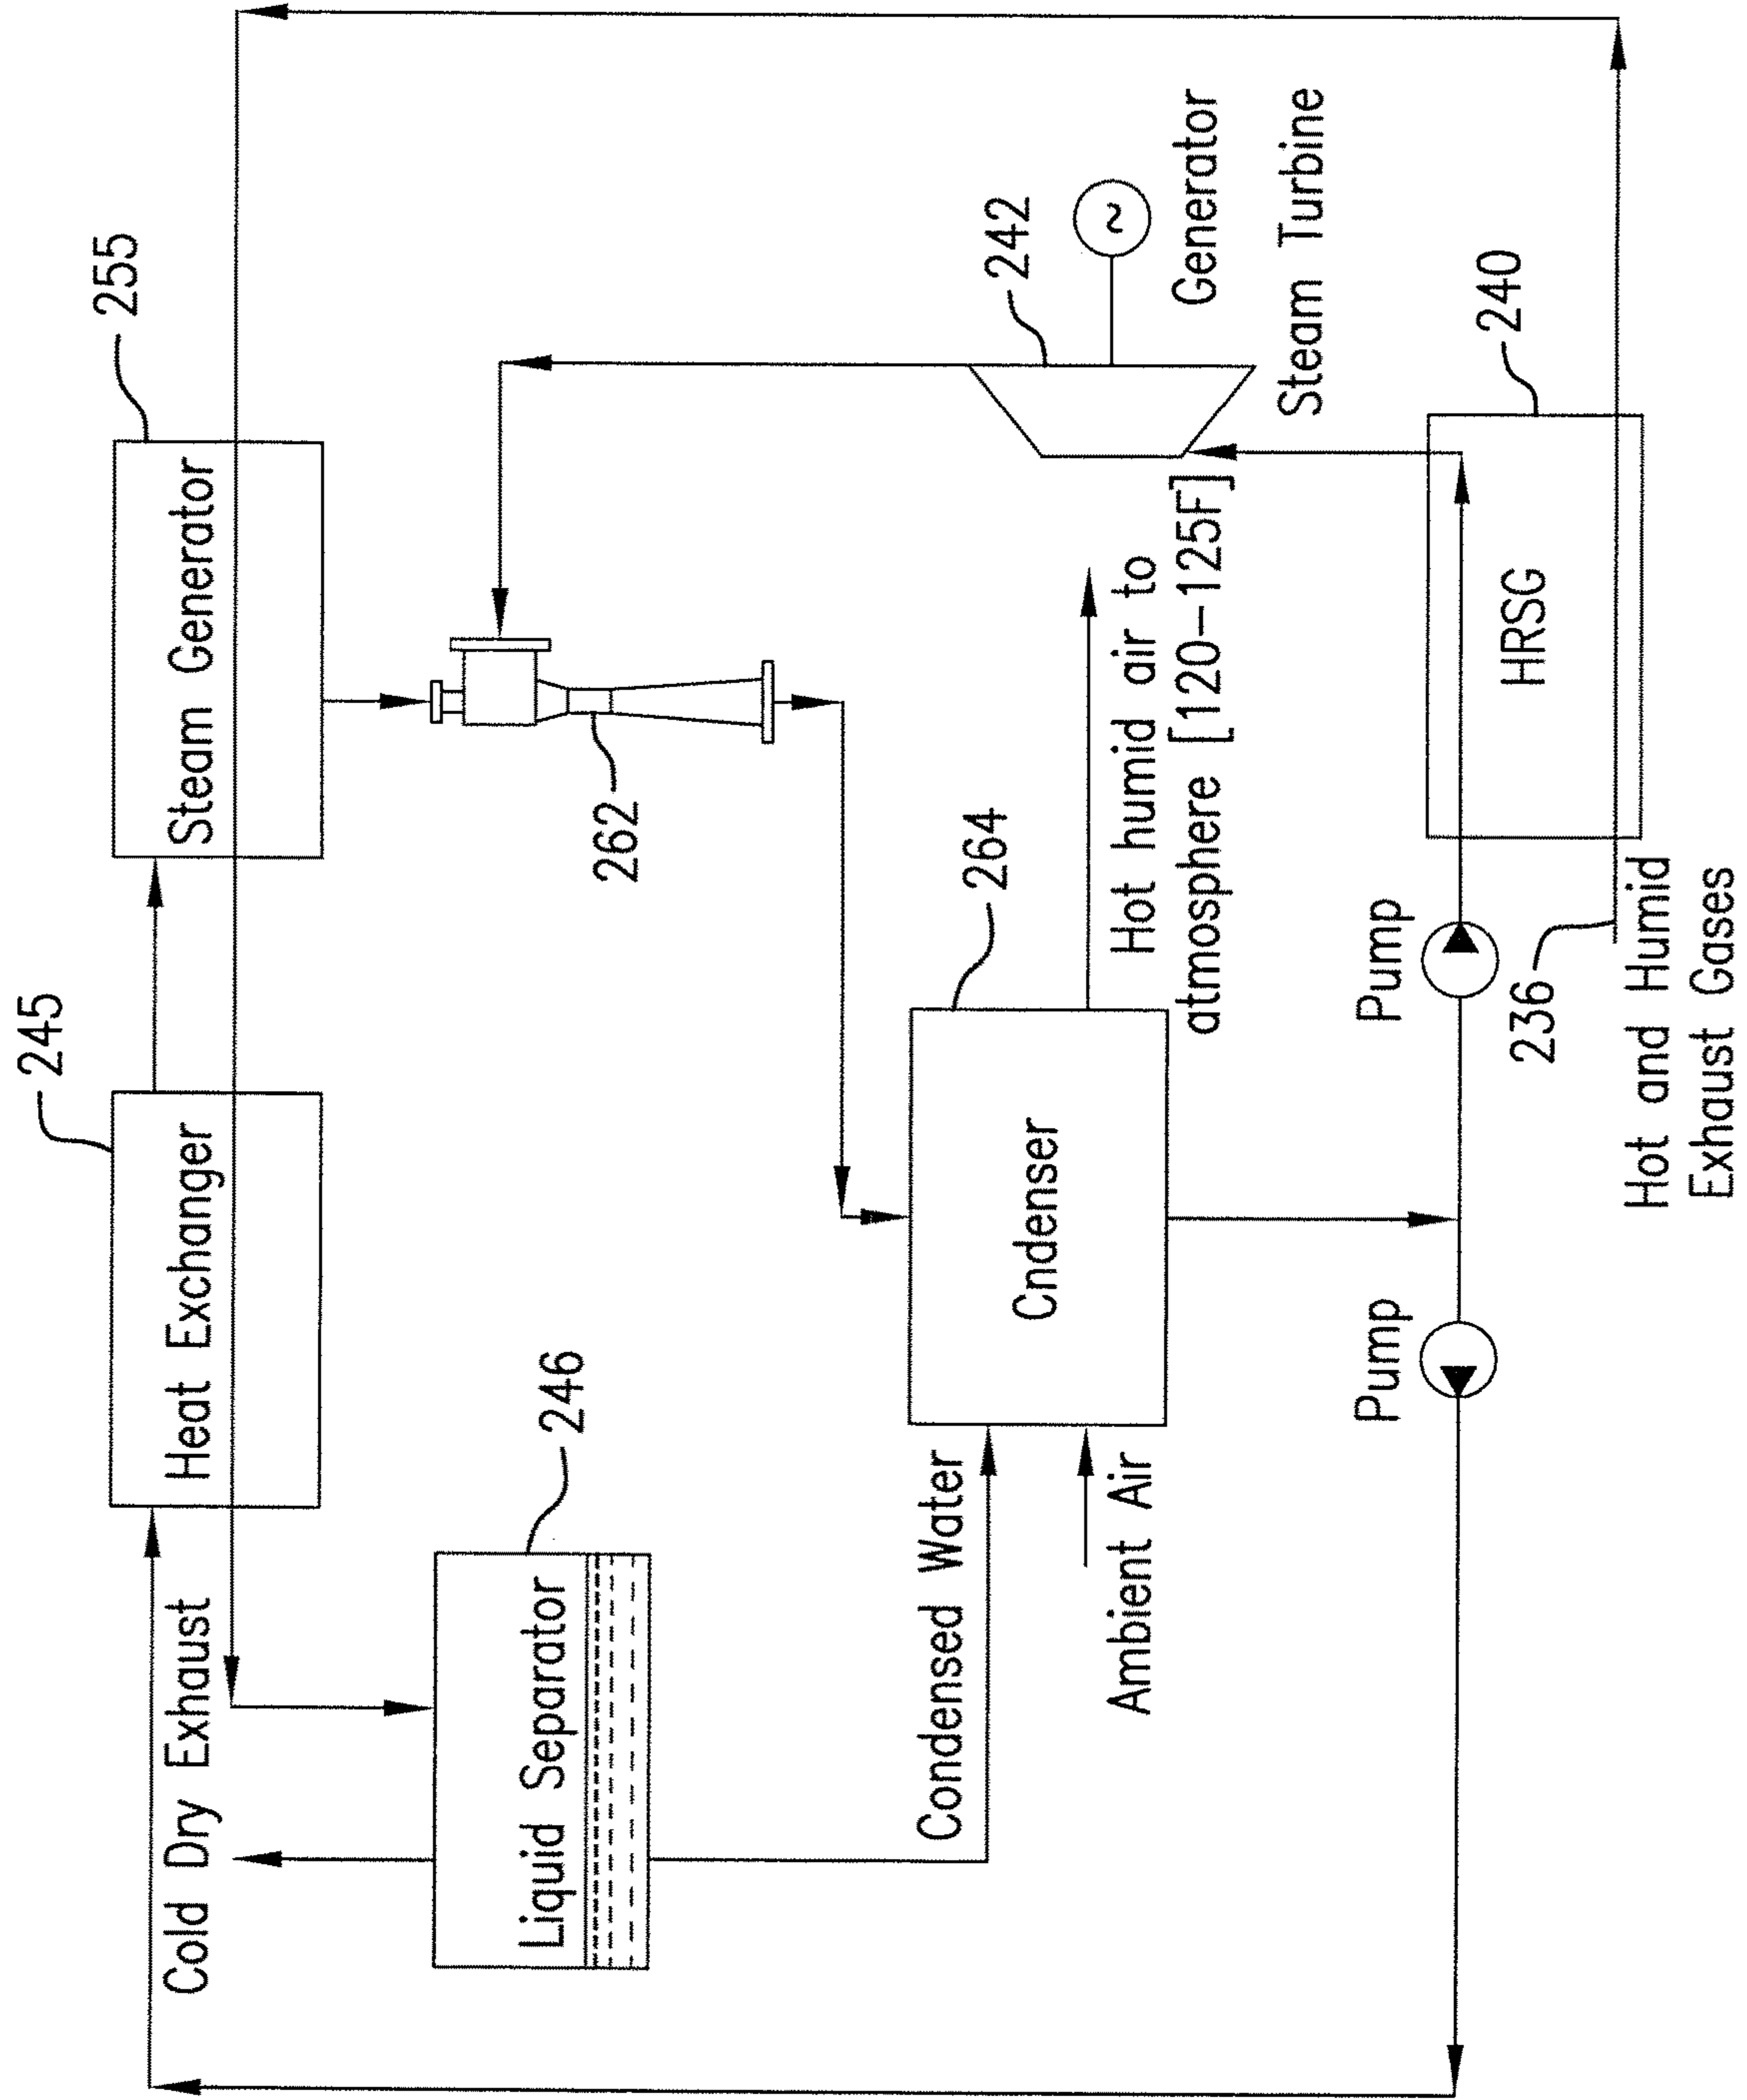 245
255
Heat Exchanger
Steam Generator
Cold Dry Exhaust
246
Liquid Separator
262
242
Generator
Steam Turbine
264
Cndenser
Condensed Water
Ambient Air
Hot humid air to
atmosphere [120-125F]
Pump
Pump
240
HRSG
236
Hot and Humid
Exhaust Gases